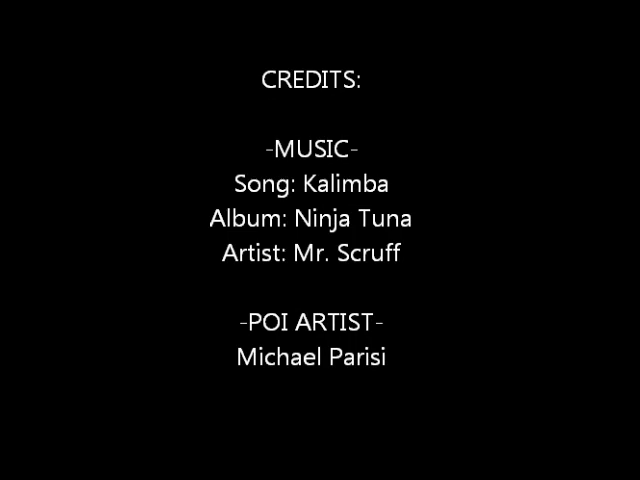 CREDITS:
-MUSIC-
Song: Kalimba
Album: Ninja Tuna
Artist: Mr. Scruff
-POI ARTIST-
Michael Parisi